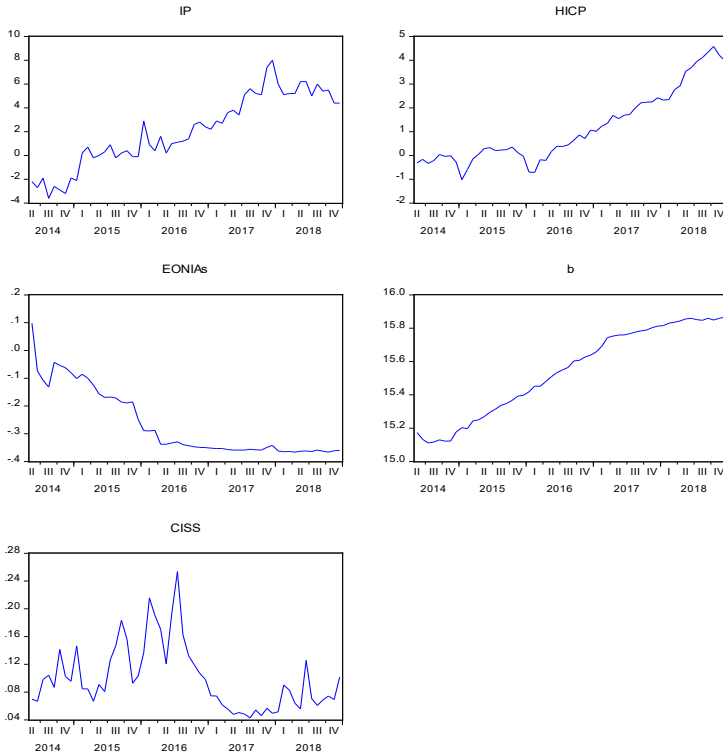 IP
10
8
6
4
2
0
-2
-4
II III IV I II III IV I II III IV I II III IV I II III IV
2014 2015 2016 2017 2018
HICP
5
4
3
2
1
0
-1
-2
II III IV I II III IV I II III IV I II III IV I II III IV
2014 2015 2016 2017 2018
EONIAs
.2
.1
.0
-.1
-.2
-.3
-.4
II III IV I II III IV I II III IV I II III IV I II III IV
2014 2015 2016 2017 2018
b
16.0
15.8
15.6
15.4
15.2
15.0
II III IV I II III IV I II III IV I II III IV I II III IV
2014 2015 2016 2017 2018
CISS
.28
.24
.20
.16
.12
.08
.04
II III IV I II III IV I II III IV I II III IV I II III IV
2014 2015 2016 2017 2018